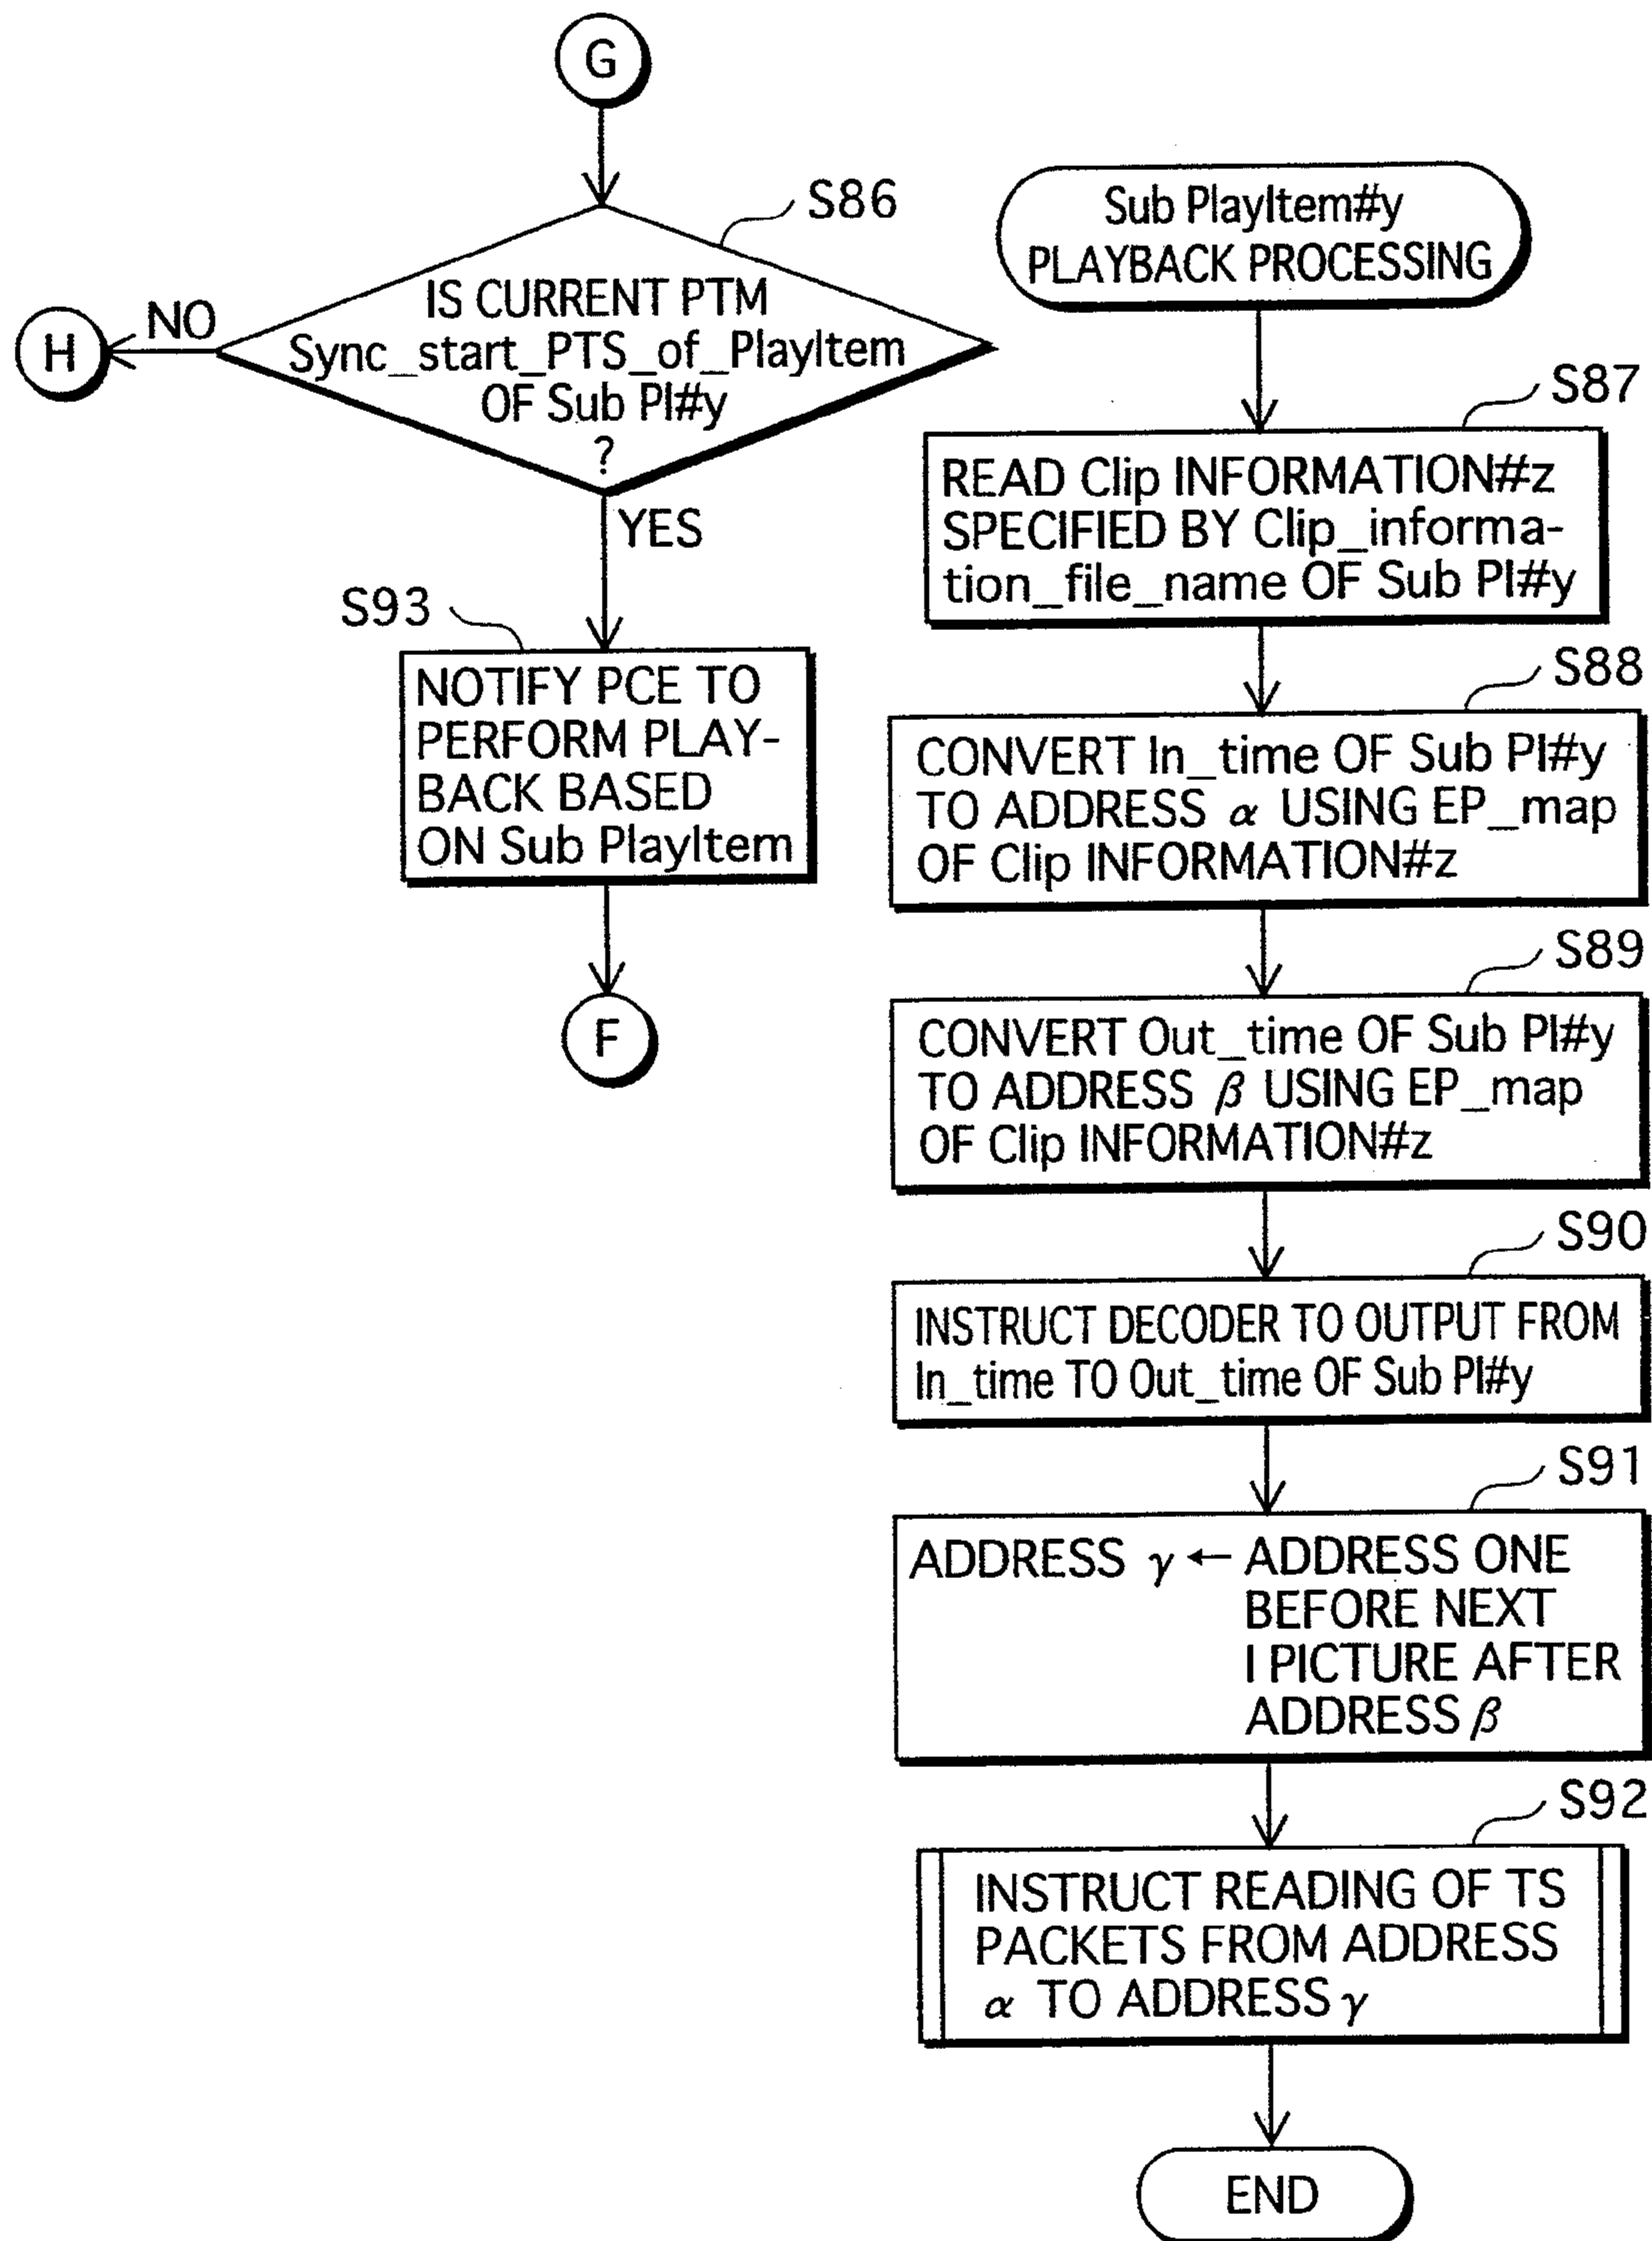 G
S86
IS CURRENT PTM
Sync_start_PTS_of_PlayItem
OF Sub PI#y
?
NO
H
YES
S93
NOTIFY PCE TO
PERFORM PLAY-
BACK BASED
ON Sub PlayItem
F
Sub PlayItem#y
PLAYBACK PROCESSING
S87
READ Clip INFORMATION#z
SPECIFIED BY Clip_informa-
tion_file_name OF Sub PI#y
S88
CONVERT In_time OF Sub PI#y
TO ADDRESS α USING EP_map
OF Clip INFORMATION#z
S89
CONVERT Out_time OF Sub PI#y
TO ADDRESS β USING EP_map
OF Clip INFORMATION#z
S90
INSTRUCT DECODER TO OUTPUT FROM
In_time TO Out_time OF Sub PI#y
S91
ADDRESS γ ← ADDRESS ONE
BEFORE NEXT
I PICTURE AFTER
ADDRESS β
S92
INSTRUCT READING OF TS
PACKETS FROM ADDRESS
α TO ADDRESS γ
END